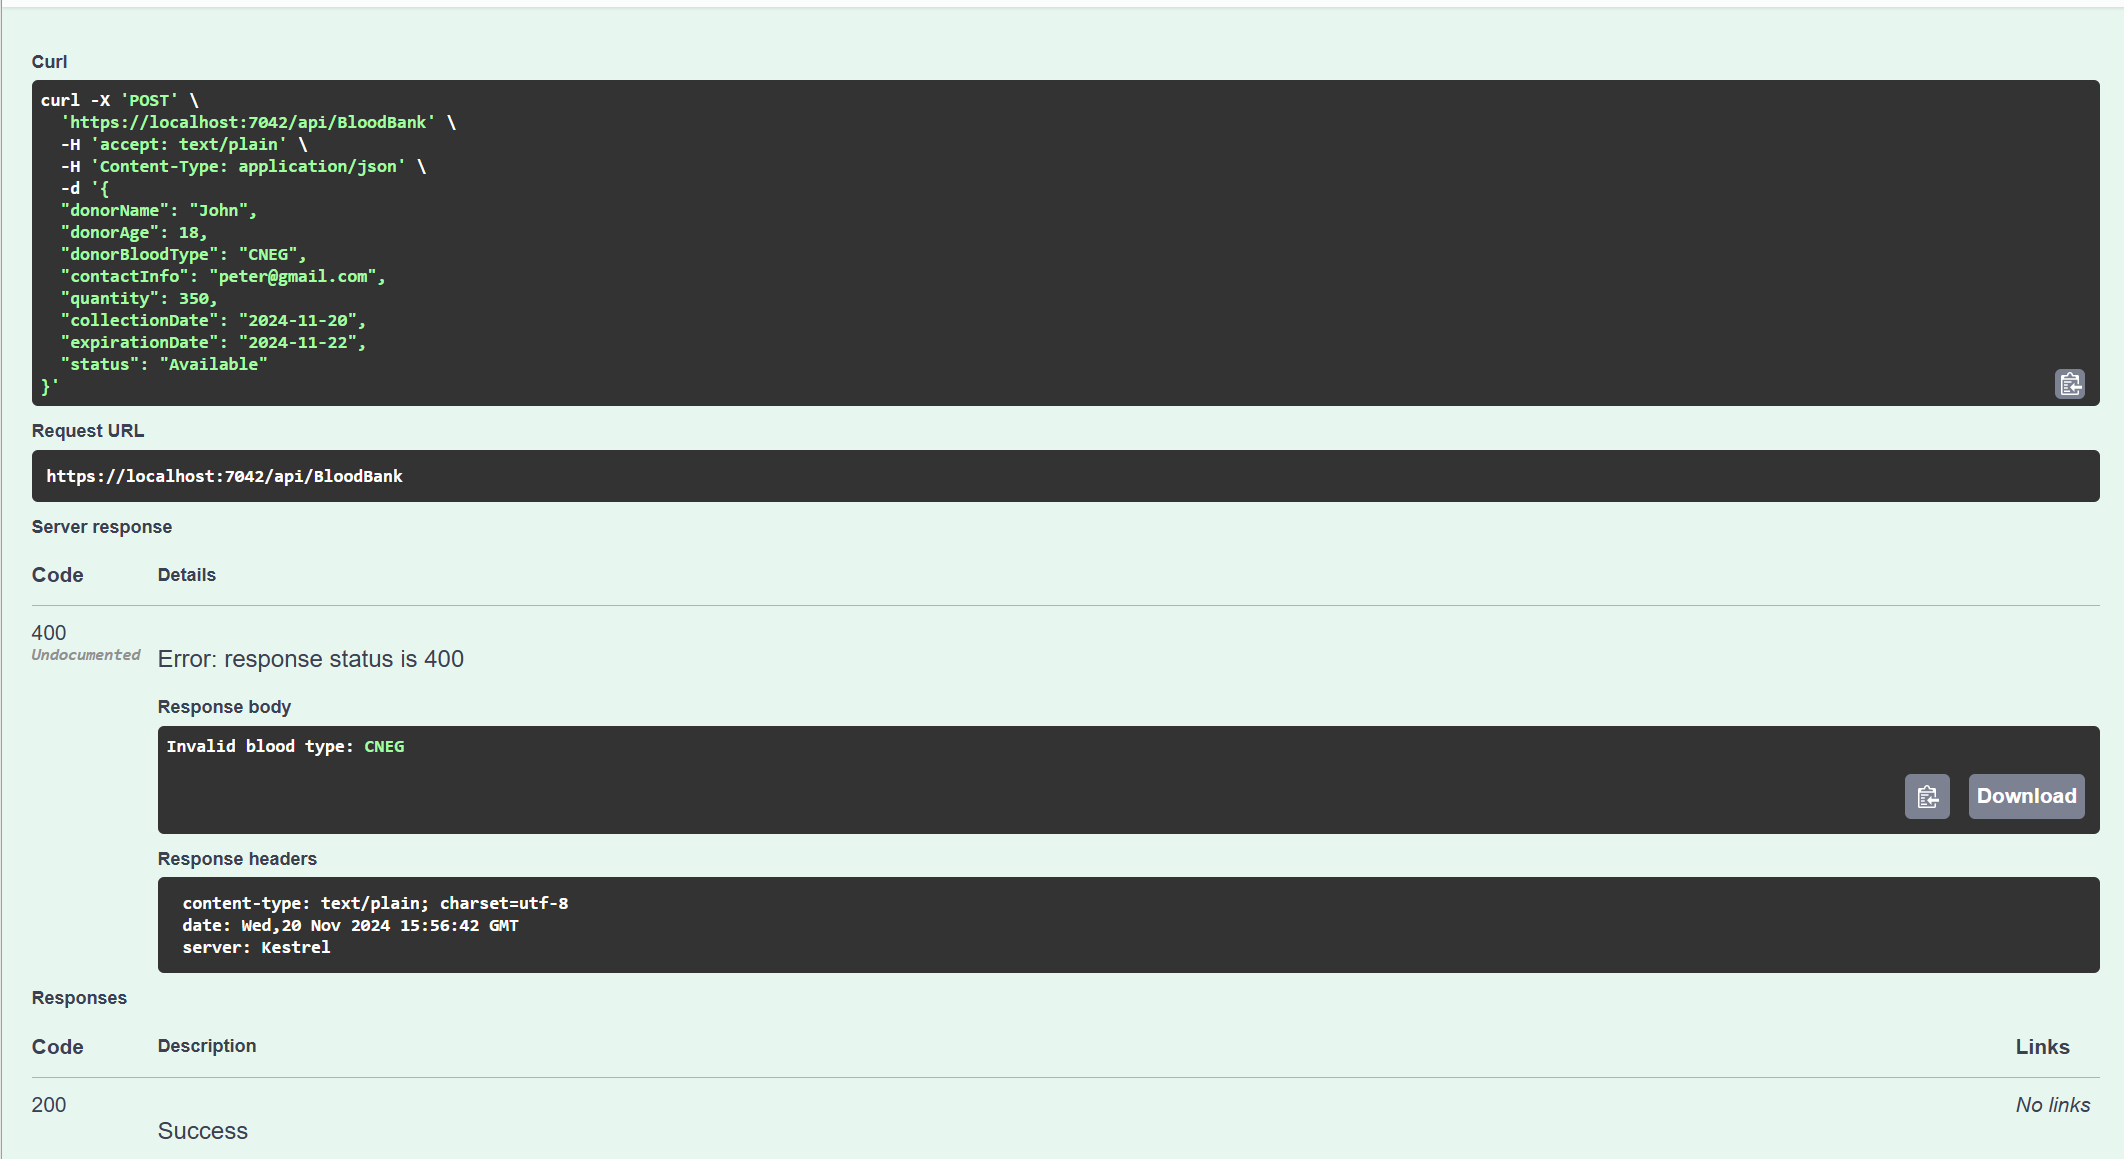 Curl
curl -X 'POST' \
  'https://localhost:7042/api/BloodBank' \
  -H 'accept: text/plain' \
  -H 'Content-Type: application/json' \
  -d '{
  "donorName": "John",
  "donorAge": 18,
  "donorBloodType": "CNEG",
  "contactInfo": "peter@gmail.com",
  "quantity": 350,
  "collectionDate": "2024-11-20",
  "expirationDate": "2024-11-22",
  "status": "Available"
}'
Request URL
https://localhost:7042/api/BloodBank
Server response
Code Details
400
Undocumented
Error: response status is 400
Response body
Invalid blood type: CNEG
Download
Response headers
content-type: text/plain; charset=utf-8
date: Wed,20 Nov 2024 15:56:42 GMT
server: Kestrel
Responses
Code Description Links
200 No links
Success